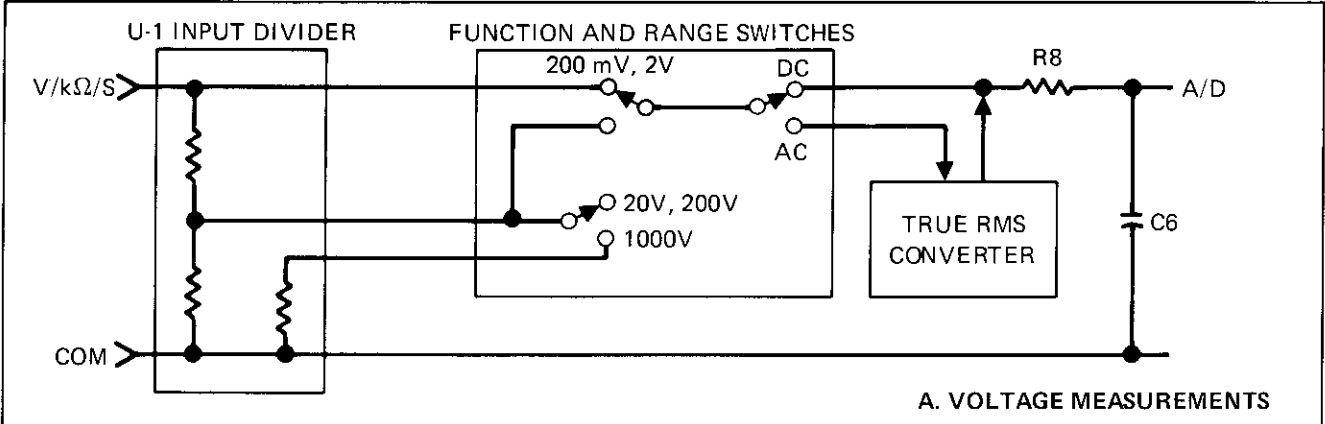 U-1 INPUT DIVIDER
FUNCTION AND RANGE SWITCHES
V/kΩ/S
200 mV, 2V
DC
R8
A/D
AC
20V, 200V
1000V
TRUE RMS
CONVERTER
C6
COM
A. VOLTAGE MEASUREMENTS